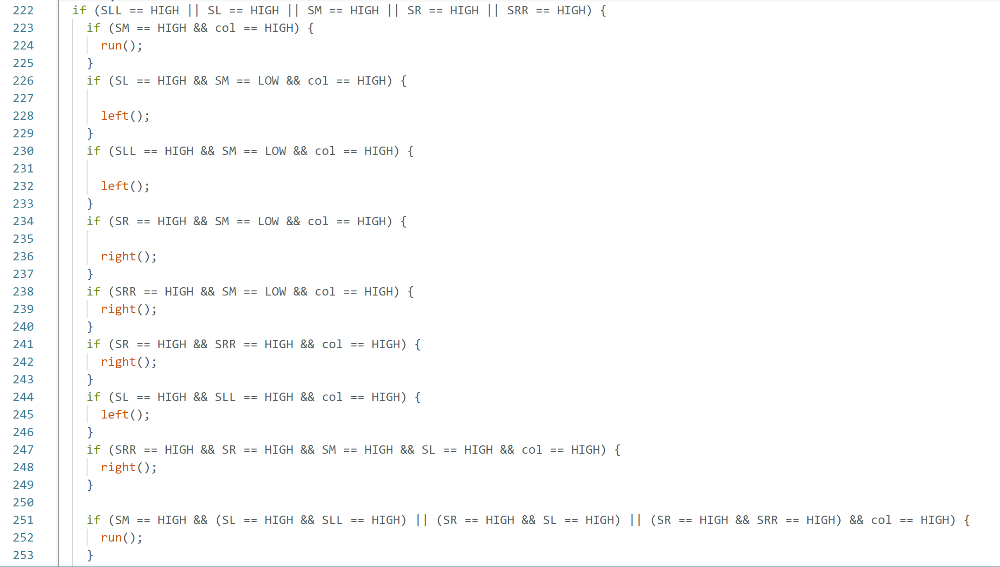 222 if (SLL == HIGH || SL == HIGH || SM == HIGH || SR == HIGH || SRR == HIGH) {
223 if (SM == HIGH && col == HIGH) {
224 run();
225 }
226 if (SL == HIGH && SM == LOW && col == HIGH) {
227
228 left();
229 }
230 if (SLL == HIGH && SM == LOW && col == HIGH) {
231
232 left();
233 }
234 if (SR == HIGH && SM == LOW && col == HIGH) {
235
236 right();
237 }
238 if (SRR == HIGH && SM == LOW && col == HIGH) {
239 right();
240 }
241 if (SR == HIGH && SRR == HIGH && col == HIGH) {
242 right();
243 }
244 if (SL == HIGH && SLL == HIGH && col == HIGH) {
245 left();
246 }
247 if (SRR == HIGH && SR == HIGH && SM == HIGH && SL == HIGH && col == HIGH) {
248 right();
249 }
250
251 if (SM == HIGH && (SL == HIGH && SLL == HIGH) || (SR == HIGH && SL == HIGH) || (SR == HIGH && SRR == HIGH) && col == HIGH) {
252 run();
253 }